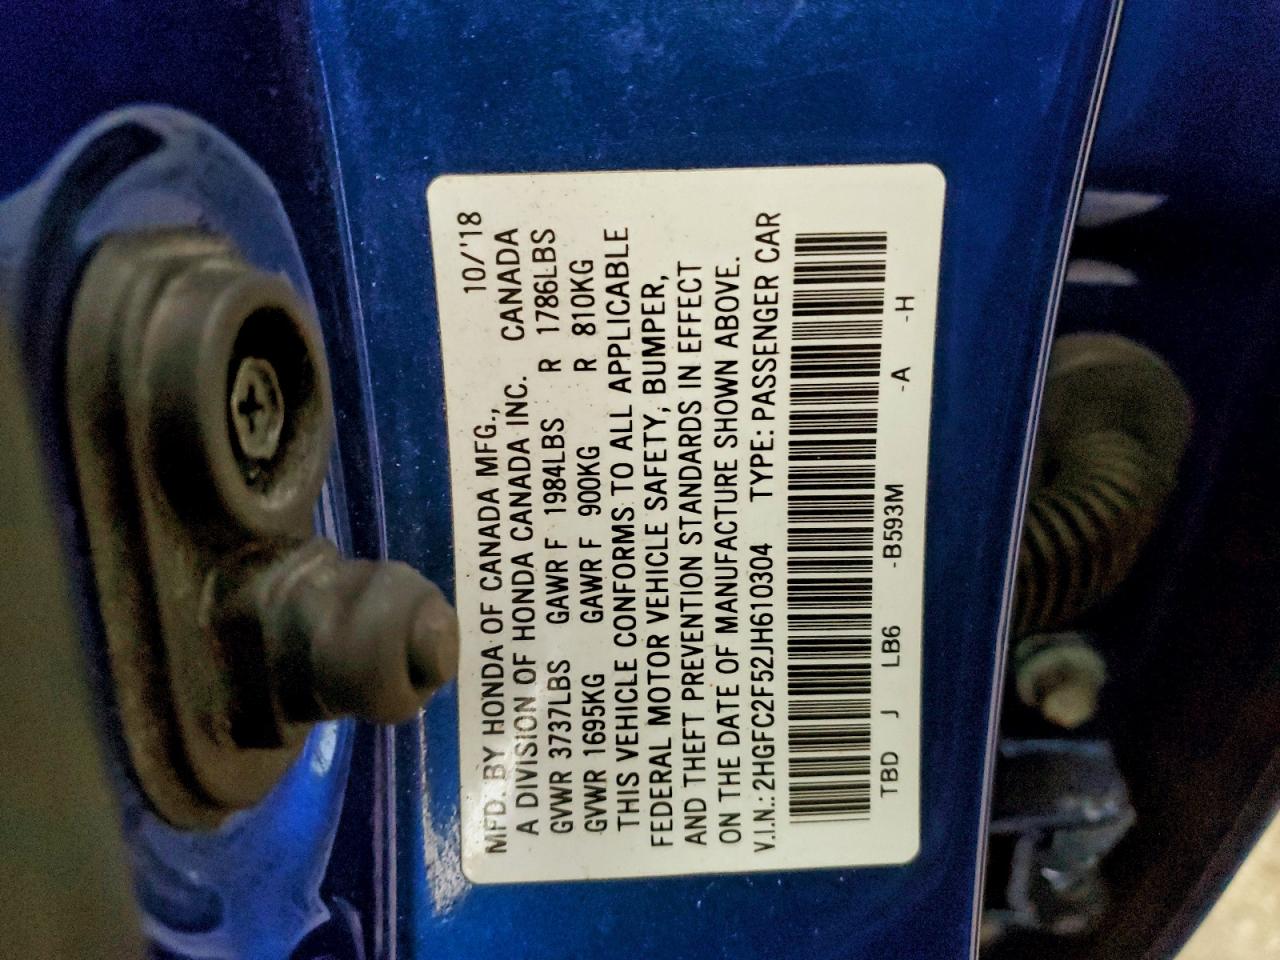 MFD. BY HONDA OF CANADA MFG., 10/'18
A DIVISION OF HONDA CANADA INC. CANADA
GVWR 3737LBS GAWR F 1984LBS R 1786LBS
GVWR 1695KG GAWR F 900KG R 810KG
THIS VEHICLE CONFORMS TO ALL APPLICABLE
FEDERAL MOTOR VEHICLE SAFETY, BUMPER,
AND THEFT PREVENTION STANDARDS IN EFFECT
ON THE DATE OF MANUFACTURE SHOWN ABOVE.
V.I.N.: 2HGFC2F52JH610304 TYPE: PASSENGER CAR
TBD J LB6 -B593M -A -H